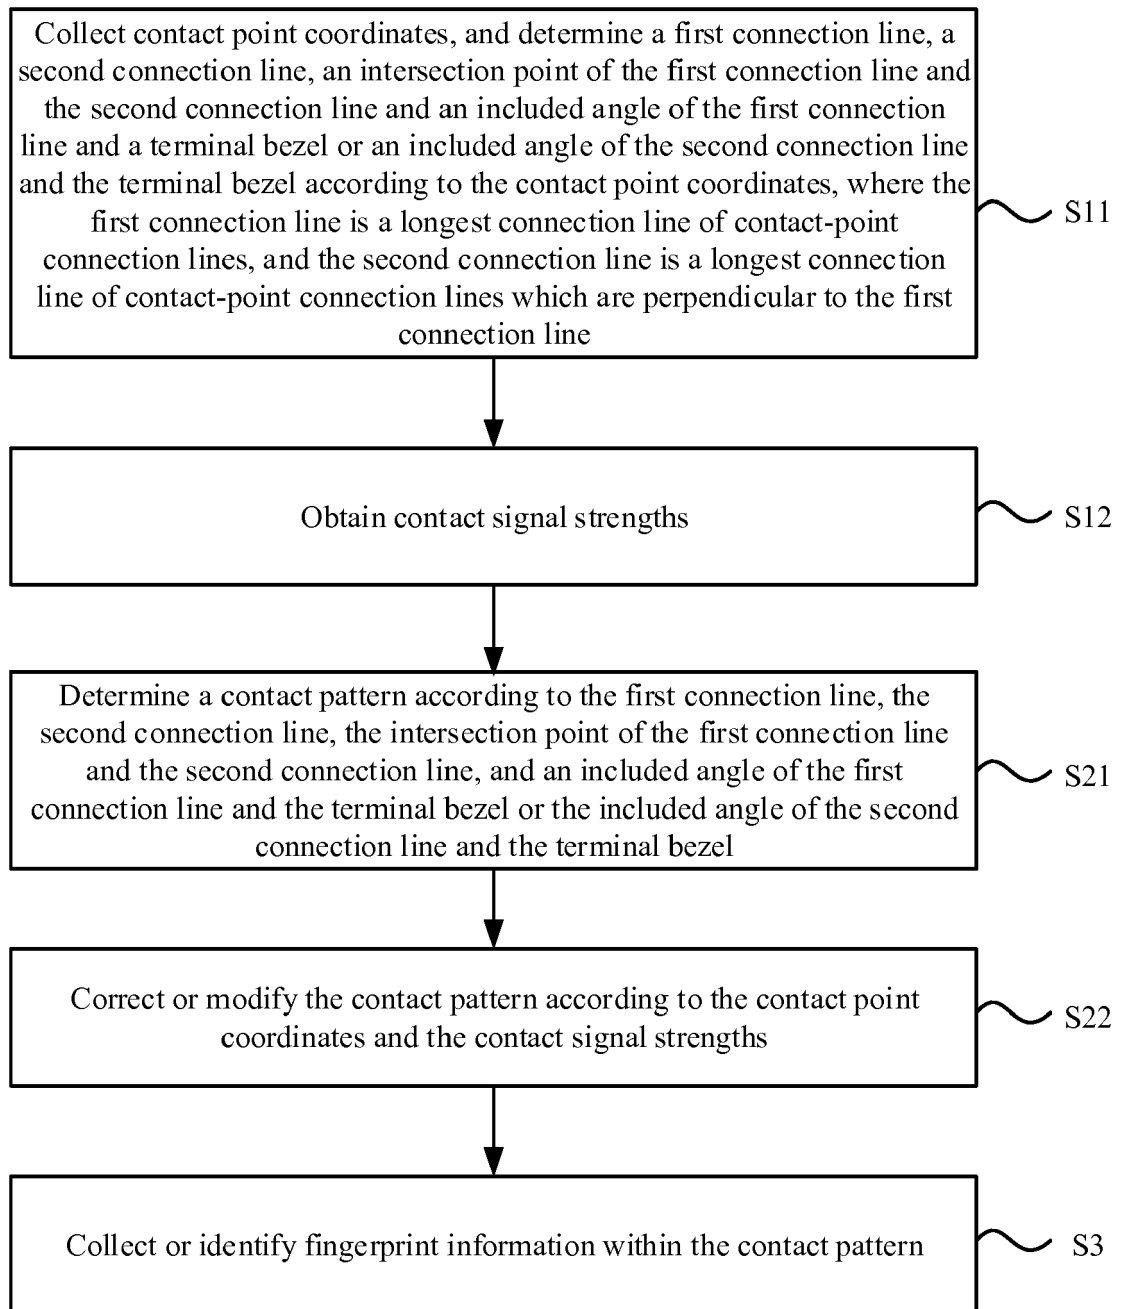 Collect contact point coordinates, and determine a first connection line, a
second connection line, an intersection point of the first connection line and
the second connection line and an included angle of the first connection
line and a terminal bezel or an included angle of the second connection line
and the terminal bezel according to the contact point coordinates, where the
first connection line is a longest connection line of contact-point
connection lines, and the second connection line is a longest connection
line of contact-point connection lines which are perpendicular to the first
connection line
S11
Obtain contact signal strengths
S12
Determine a contact pattern according to the first connection line, the
second connection line, the intersection point of the first connection line
and the second connection line, and an included angle of the first
connection line and the terminal bezel or the included angle of the second
connection line and the terminal bezel
S21
Correct or modify the contact pattern according to the contact point
coordinates and the contact signal strengths
S22
Collect or identify fingerprint information within the contact pattern
S3